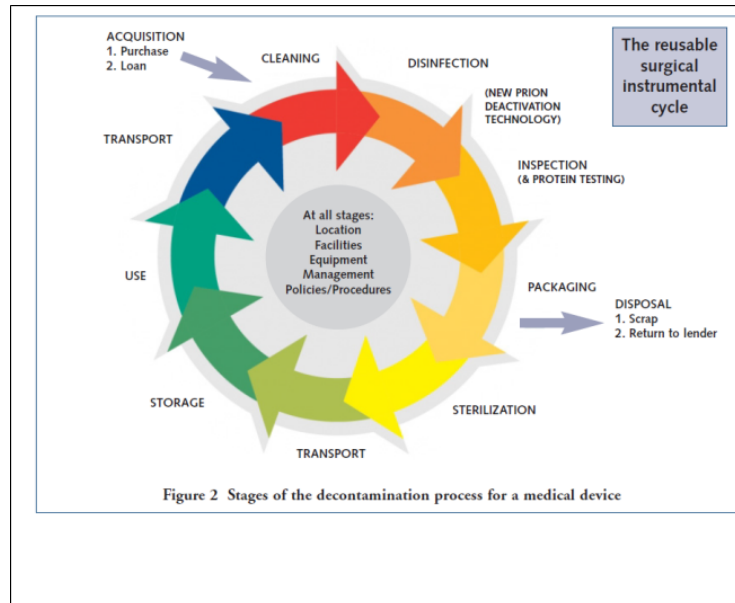 ACQUISITION
1. Purchase
2. Loan
CLEANING
DISINFECTION
(NEW PRION
DEACTIVATION
TECHNOLOGY)
The reusable
surgical
instrumental
cycle
TRANSPORT
INSPECTION
(& PROTEIN TESTING)
At all stages:
Location
Facilities
Equipment
Management
Policies/Procedures
USE
PACKAGING
DISPOSAL
1. Scrap
2. Return to lender
STORAGE
STERILIZATION
TRANSPORT
Figure 2 Stages of the decontamination process for a medical device